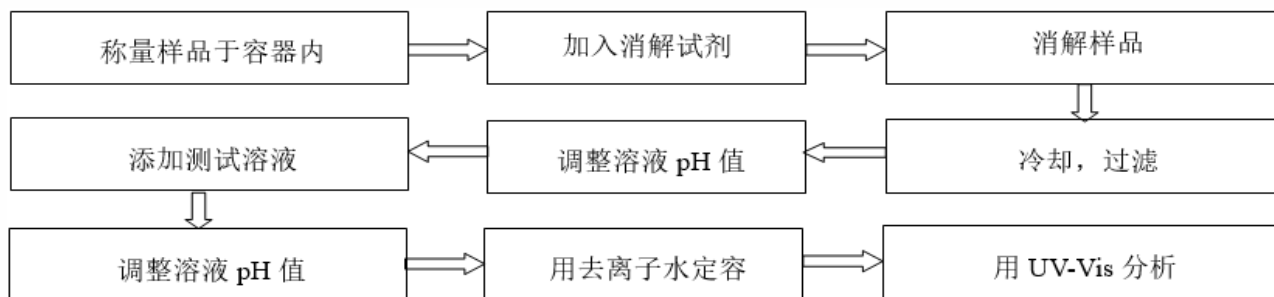 称量样品于容器内
加入消解试剂
消解样品
冷却，过滤
调整溶液 pH 值
添加测试溶液
调整溶液 pH 值
用去离子水定容
用 UV-Vis 分析